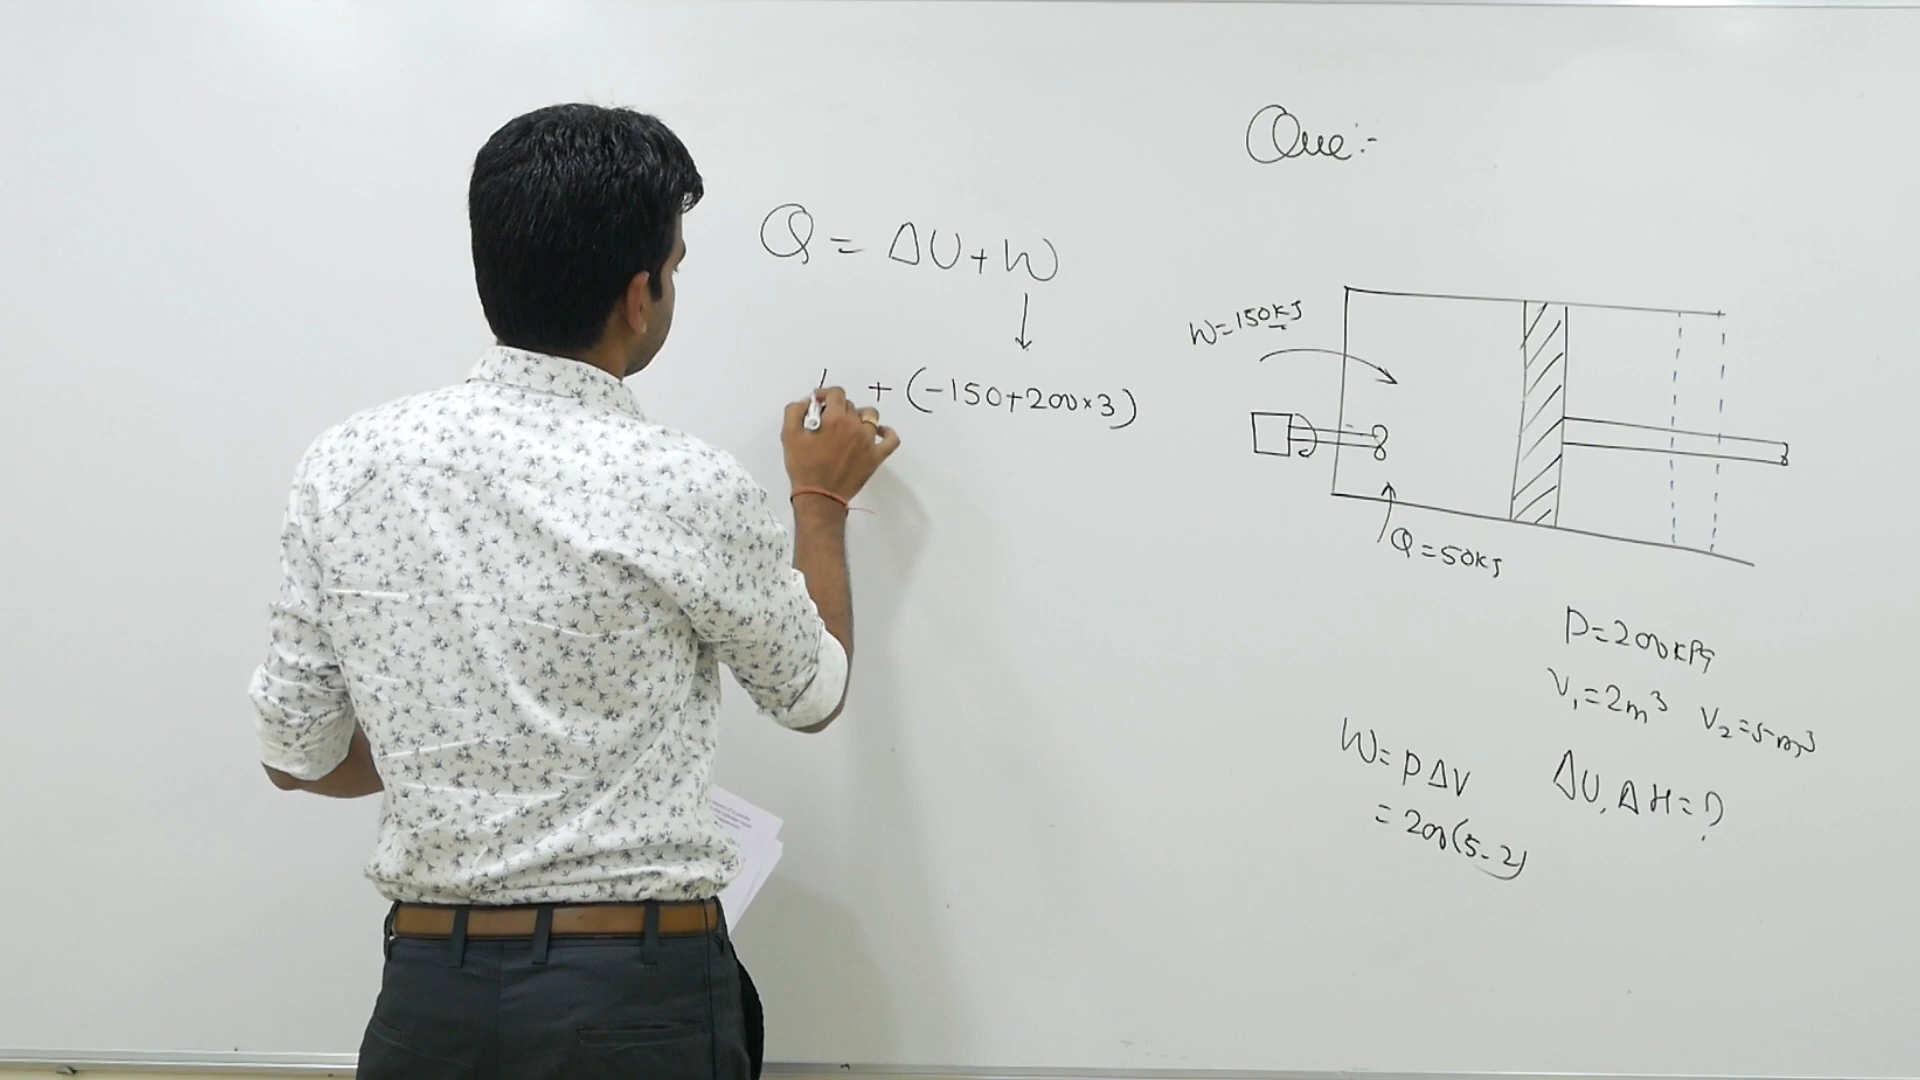 Que:-
Q = ΔU + W
+ (-150+200×3)
W=150KJ
Q=50KJ
P=200KPa
V₁=2m³ V₂=5m³
W=PΔV
ΔU, ΔH=?
=200(5-2)